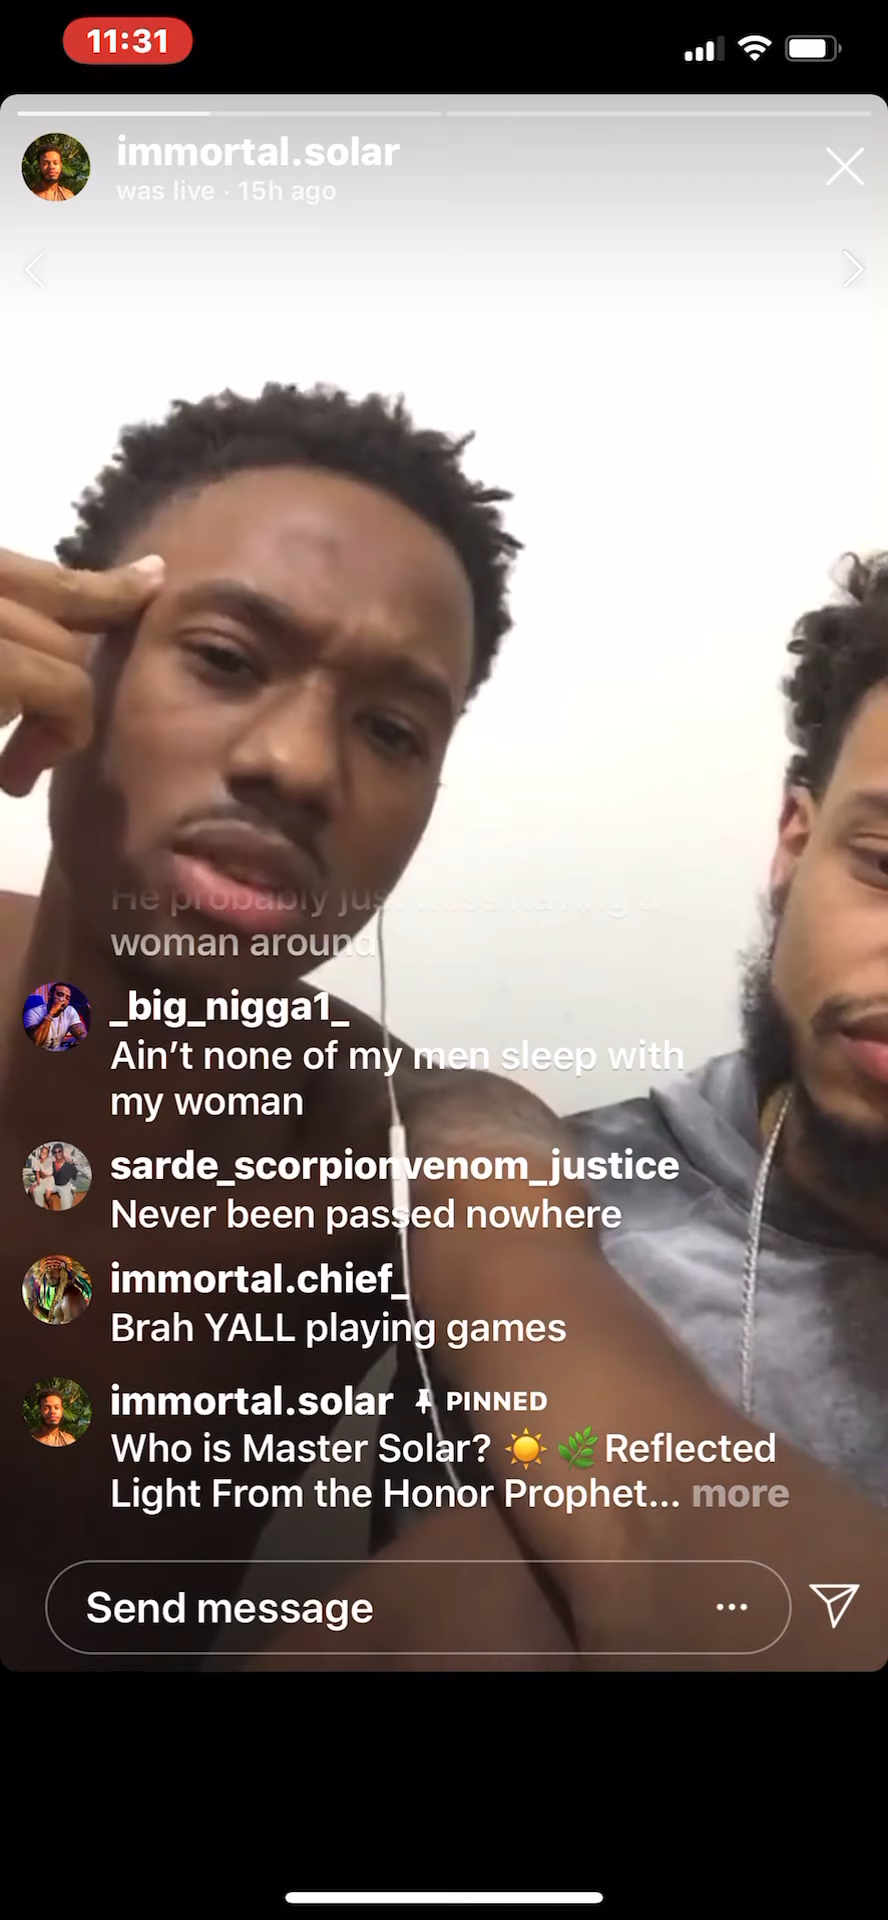 11:31
immortal.solar
was live · 15h ago
He probably just miss having a
woman around
_big_nigga1_
Ain't none of my men sleep with
my woman
sarde_scorpionvenom_justice
Never been passed nowhere
immortal.chief_
Brah YALL playing games
immortal.solar PINNED
Who is Master Solar? ☀️🌿Reflected
Light From the Honor Prophet... more
Send message